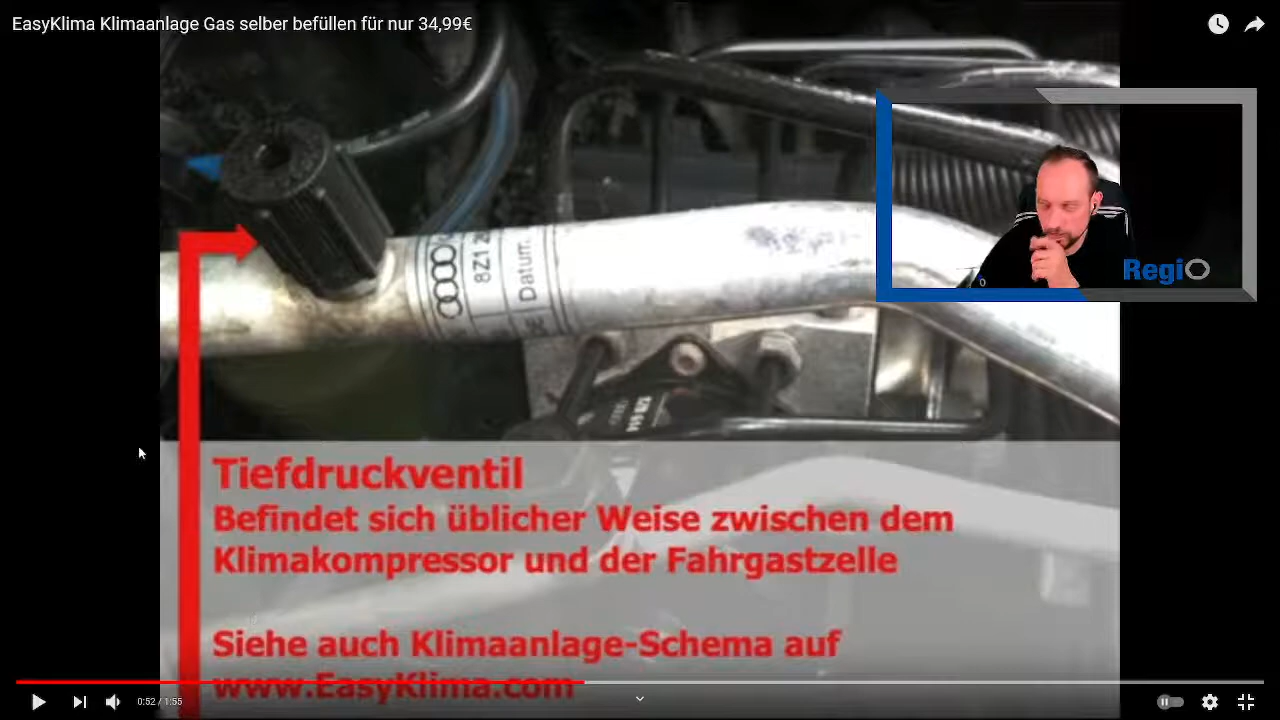 EasyKlima Klimaanlage Gas selber befüllen für nur 34,99€
8Z1
Datum
RegiO
Tiefdruckventil
Befindet sich üblicher Weise zwischen dem
Klimakompressor und der Fahrgastzelle
Siehe auch Klimaanlage-Schema auf
www.EasyKlima.com
0:52 / 1:55